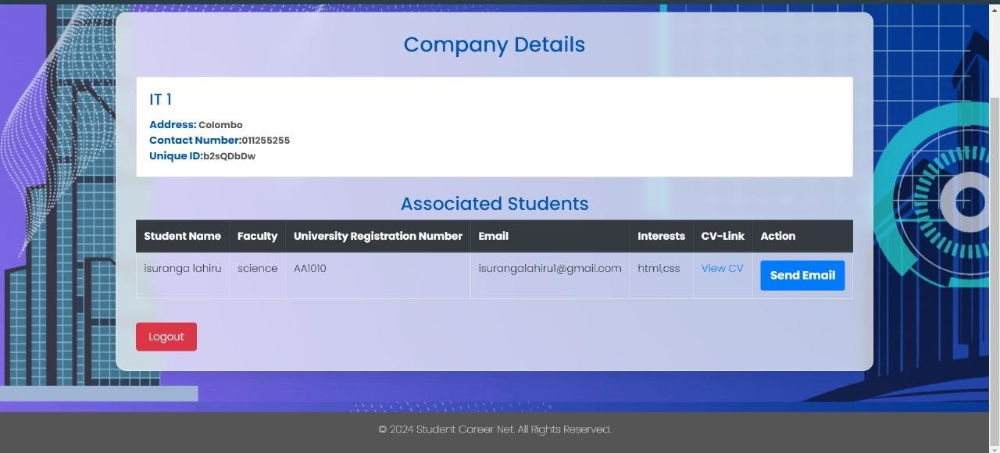 Company Details
IT 1
Address: Colombo
Contact Number:011255255
Unique ID:b2sQDbDw
Associated Students
Student Name Faculty University Registration Number Email Interests CV-Link Action
isuranga lahiru science AA1010 isurangalahiru1@gmail.com html,css View CV Send Email
Logout
© 2024 Student Career Net. All Rights Reserved.